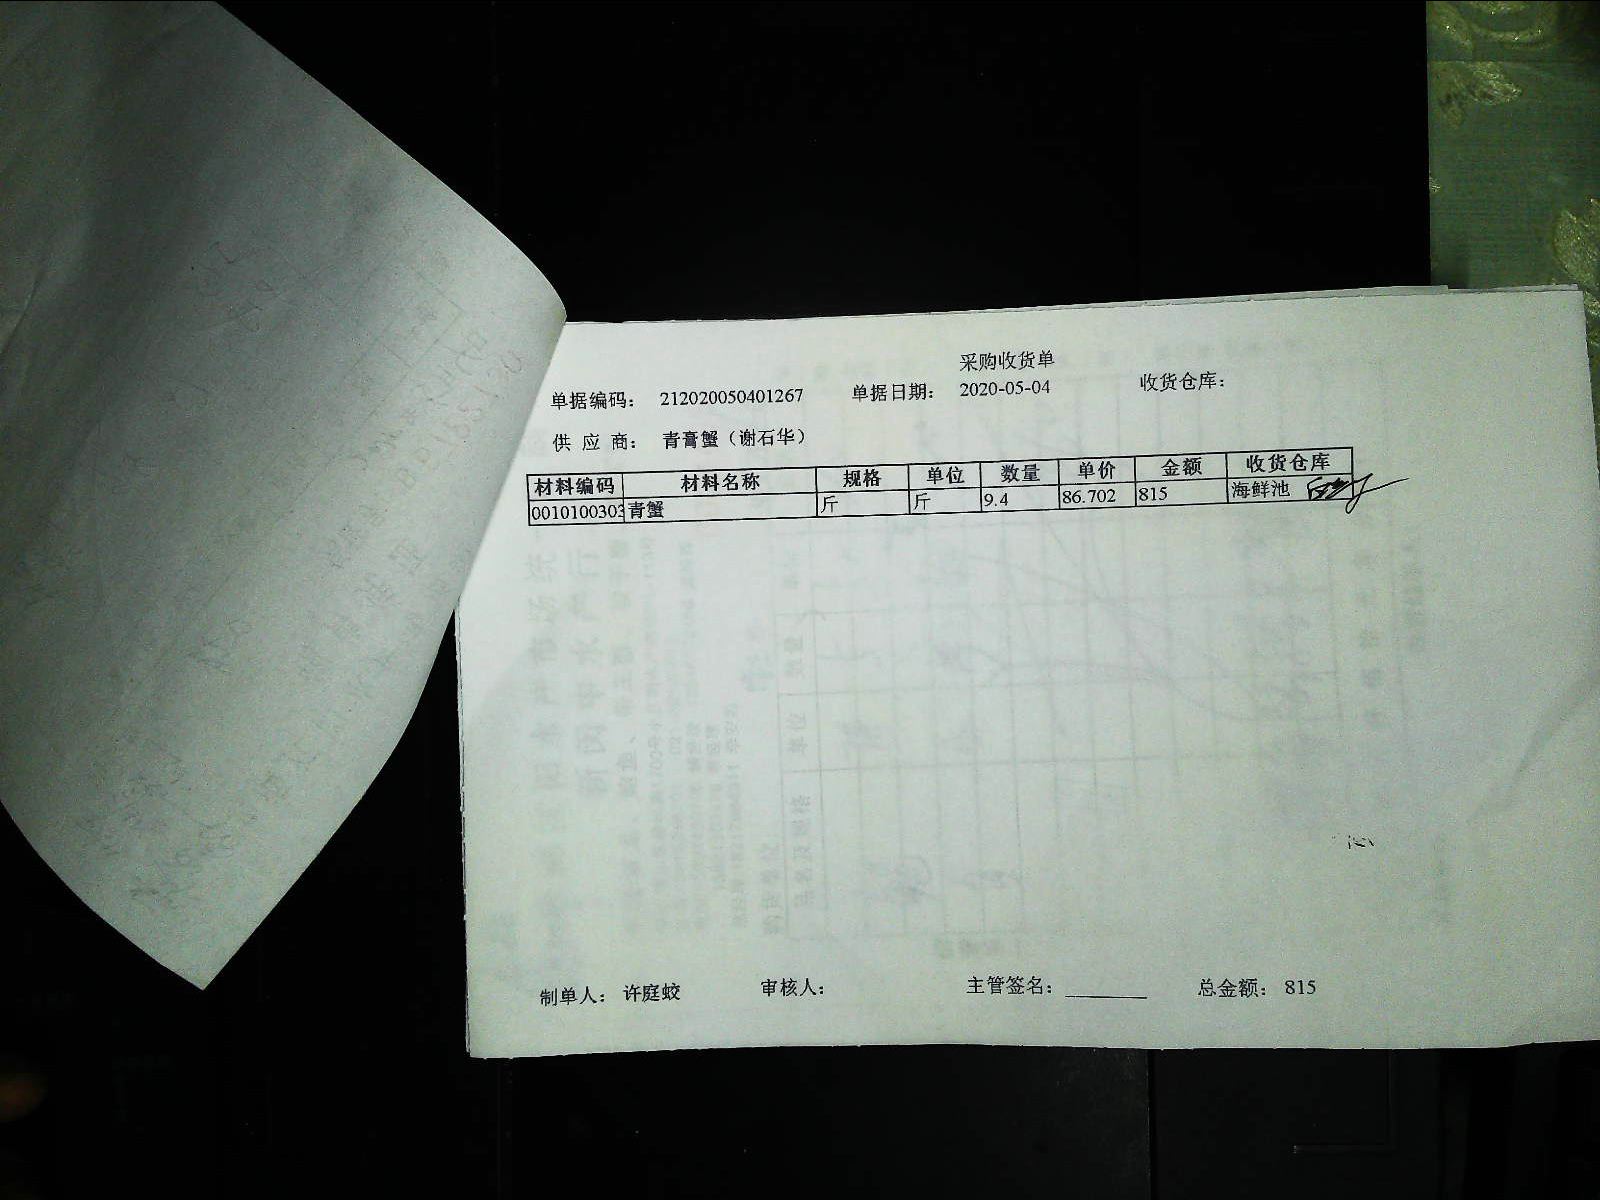 采购收货单
单据编码： 212020050401267 单据日期： 2020-05-04 收货仓库：
供 应 商： 青膏蟹（谢石华）
材料编码 材料名称 规格 单位 数量 单价 金额 收货仓库
0010100303 青蟹 斤 斤 9.4 86.702 815 海鲜池
制单人： 许庭蛟 审核人： 主管签名： ________ 总金额： 815